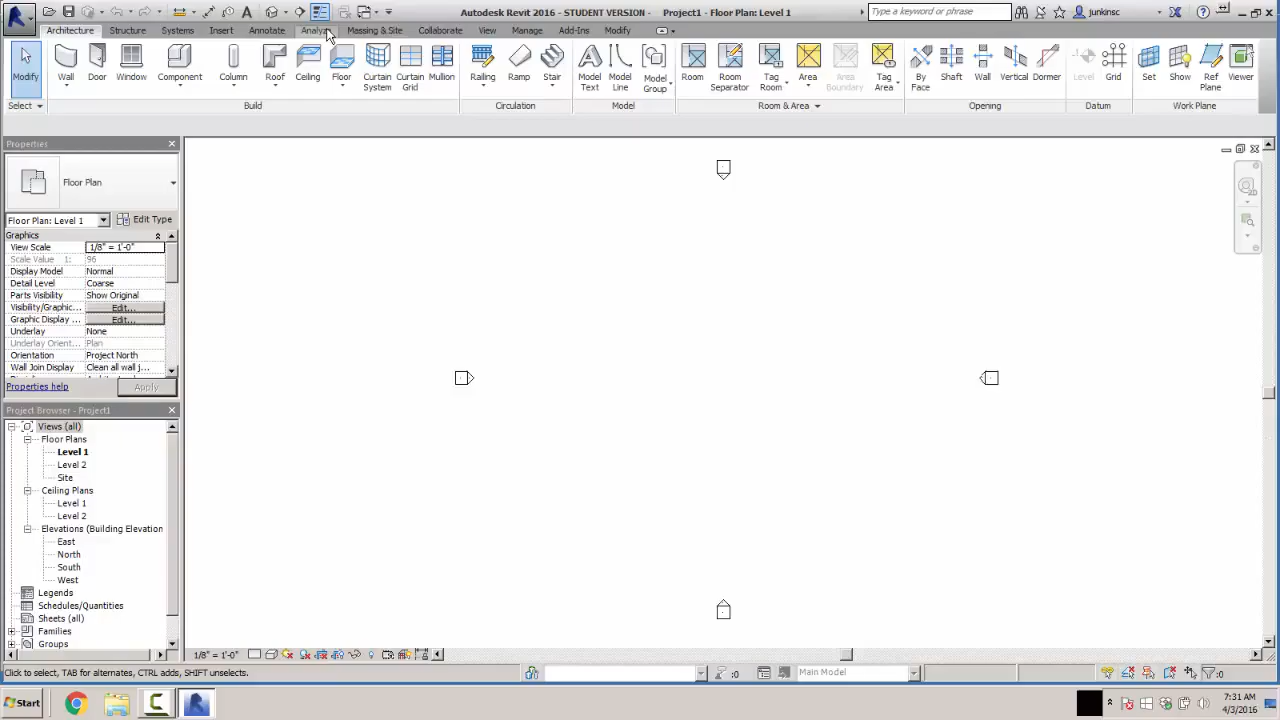 Autodesk Revit 2016 - STUDENT VERSION - Project1 - Floor Plan: Level 1
Type a keyword or phrase
junkinsc
Architecture Structure Systems Insert Annotate Analyze Massing & Site Collaborate View Manage Add-Ins Modify
Modify Wall Door Window Component Column Roof Ceiling Floor Curtain System Curtain Grid Mullion Railing Ramp Stair Model Text Model Line Model Group Room Room Separator Tag Room Area Area Boundary Tag Area By Face Shaft Wall Vertical Dormer Level Grid Set Show Ref Plane Viewer
Select Build Circulation Model Room & Area Opening Datum Work Plane
Properties
Floor Plan
Floor Plan: Level 1 Edit Type
Graphics
View Scale 1/8" = 1'-0"
Scale Value 1: 96
Display Model Normal
Detail Level Coarse
Parts Visibility Show Original
Visibility/Graphic... Edit...
Graphic Display ... Edit...
Underlay None
Underlay Orient... Plan
Orientation Project North
Wall Join Display Clean all wall j...
Properties help Apply
Project Browser - Project1
Views (all)
Floor Plans
Level 1
Level 2
Site
Ceiling Plans
Level 1
Level 2
Elevations (Building Elevation
East
North
South
West
Legends
Schedules/Quantities
Sheets (all)
Families
Groups
1/8" = 1'-0"
Click to select, TAB for alternates, CTRL adds, SHIFT unselects.
:0 Main Model :0
Start
7:31 AM
4/3/2016